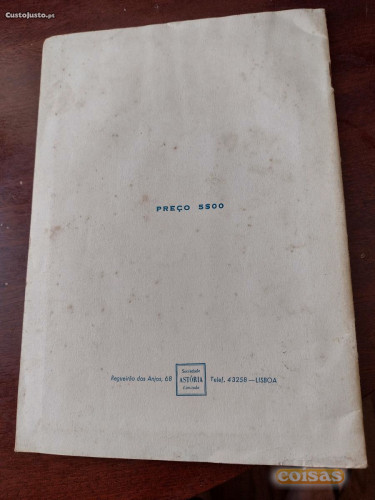 CustoJusto.pt
PREÇO 5$00
Regueirão dos Anjos, 68
Sociedade
ASTÓRIA
Limitada
Telef. 43258—LISBOA
coisas